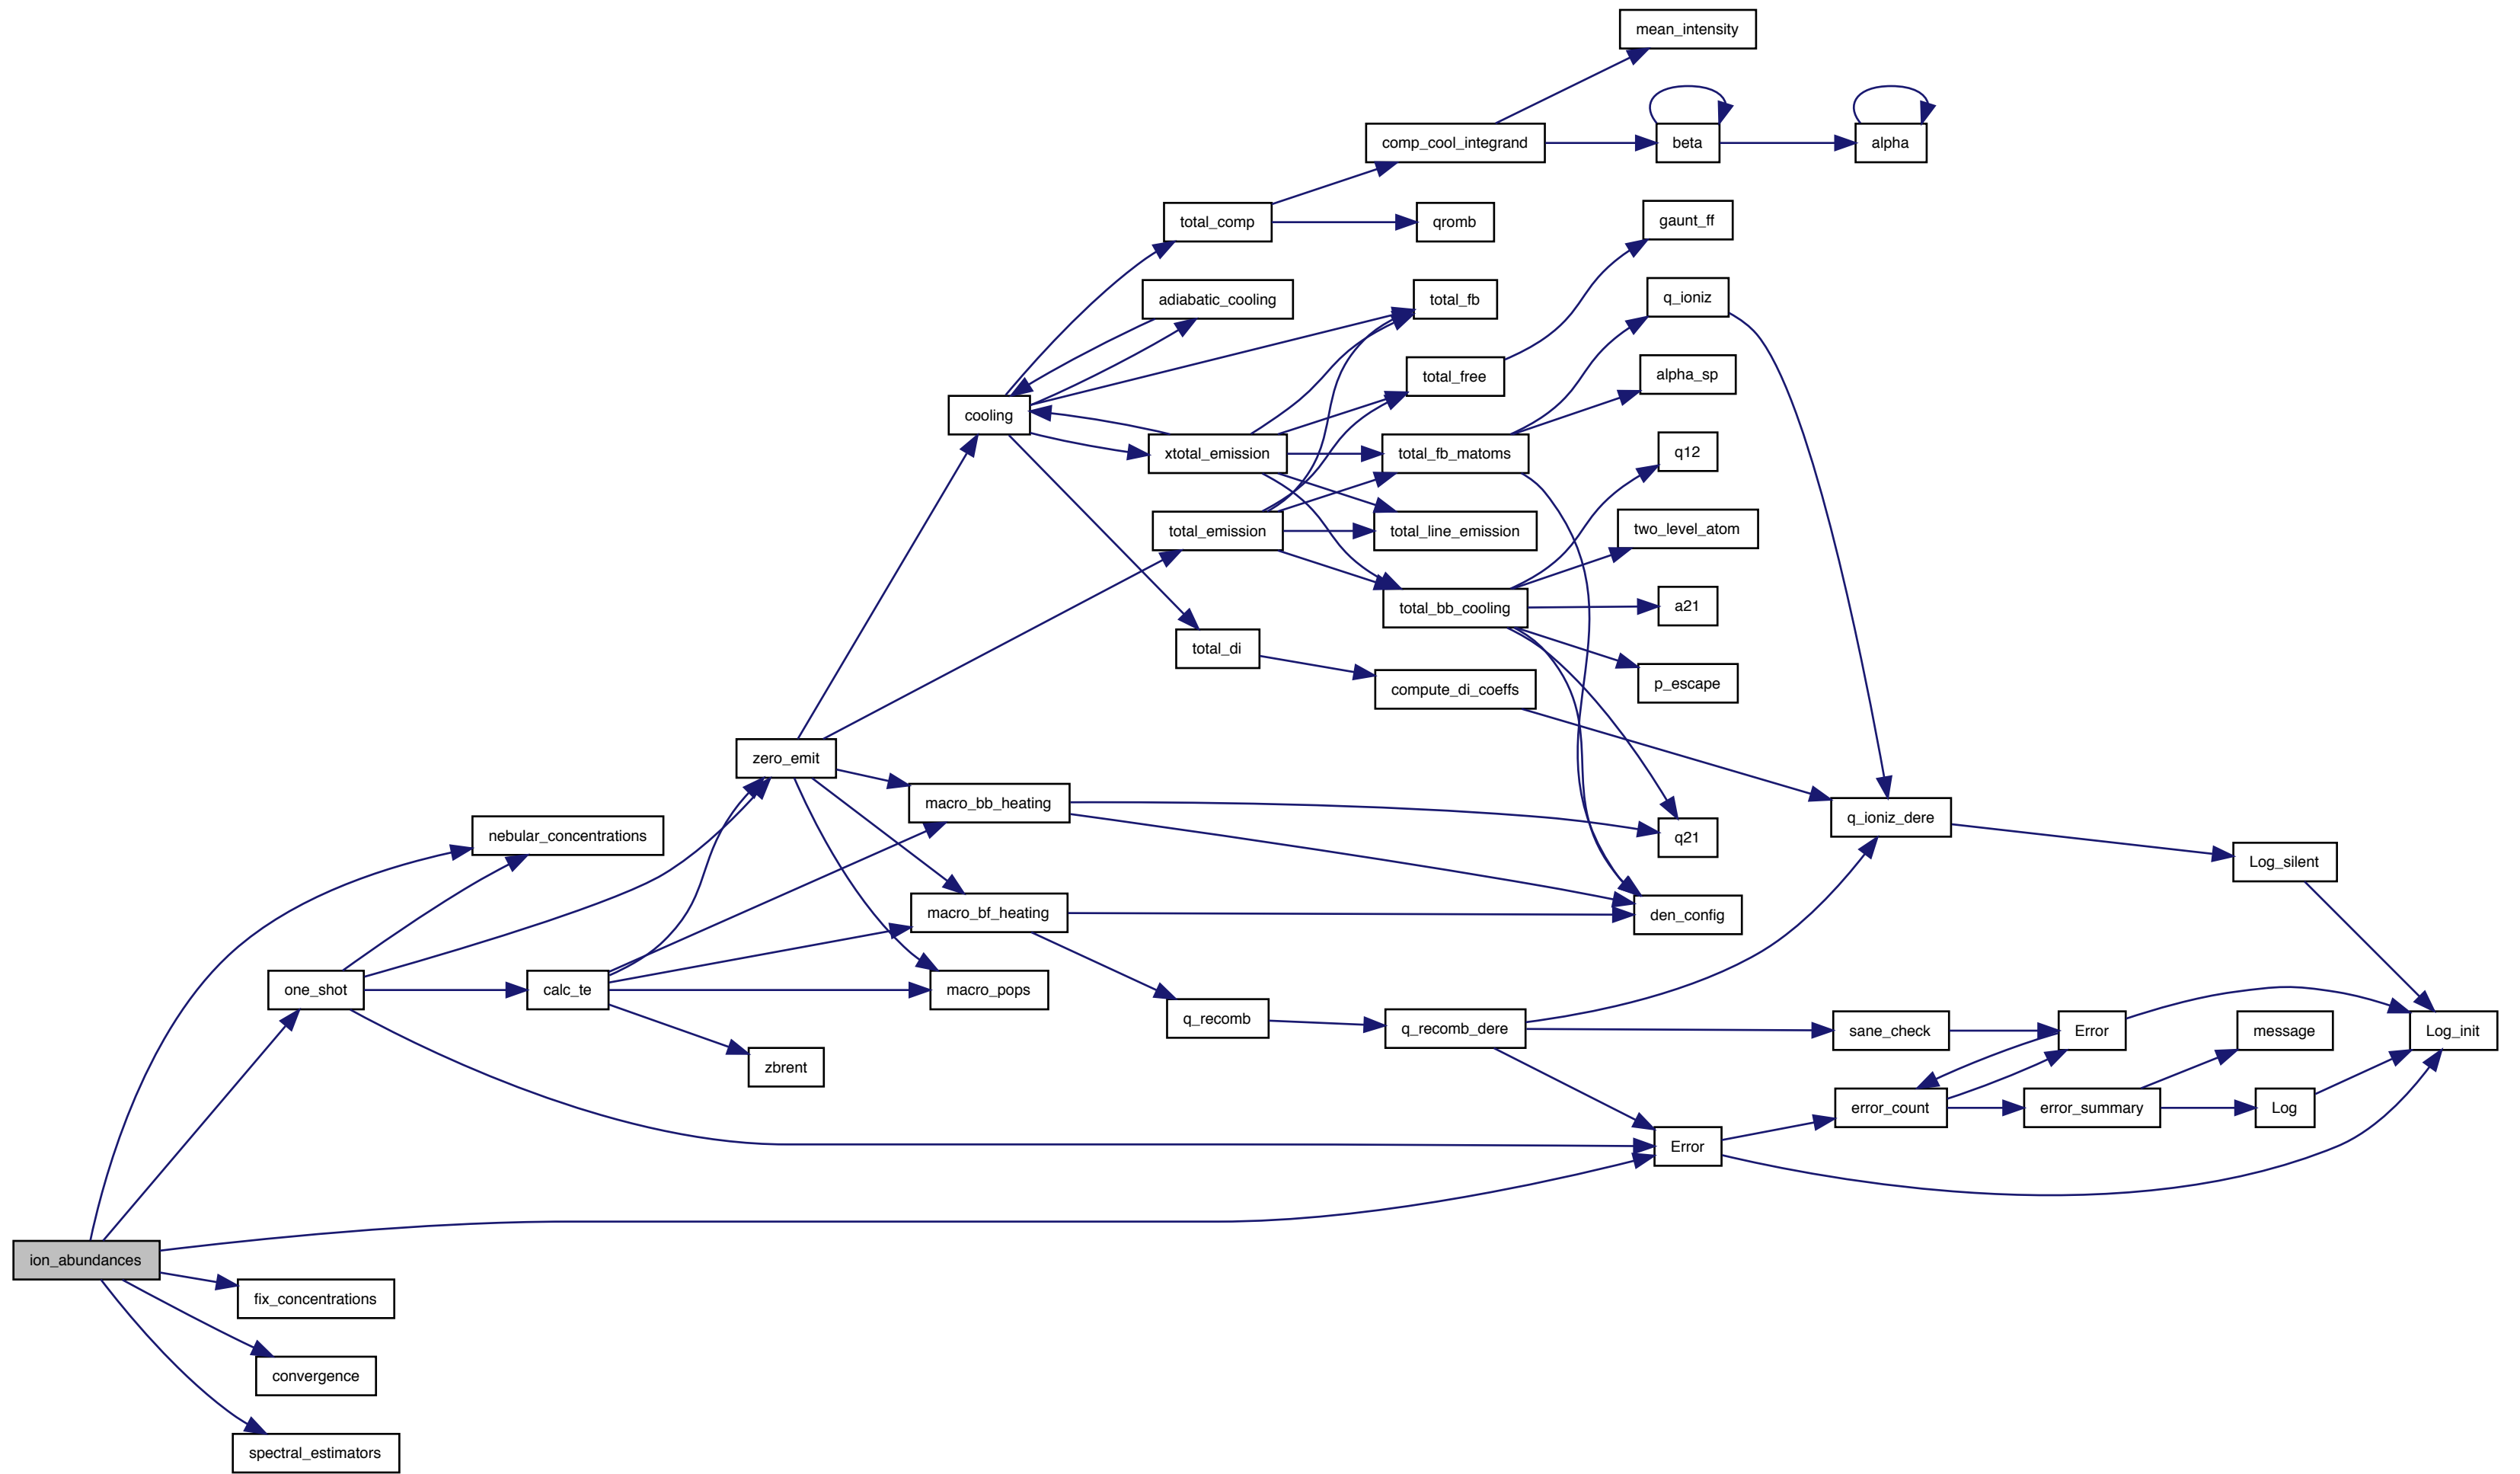 mean_intensity
comp_cool_integrand
beta
alpha
total_comp
qromb
gaunt_ff
adiabatic_cooling
total_fb
q_ioniz
total_free
alpha_sp
cooling
xtotal_emission
total_fb_matoms
q12
total_emission
total_line_emission
two_level_atom
total_bb_cooling
a21
total_di
compute_di_coeffs
p_escape
zero_emit
macro_bb_heating
q_ioniz_dere
nebular_concentrations
q21
Log_silent
macro_bf_heating
den_config
one_shot
calc_te
macro_pops
q_recomb
q_recomb_dere
sane_check
Error
message
Log_init
zbrent
error_count
error_summary
Log
Error
ion_abundances
fix_concentrations
convergence
spectral_estimators